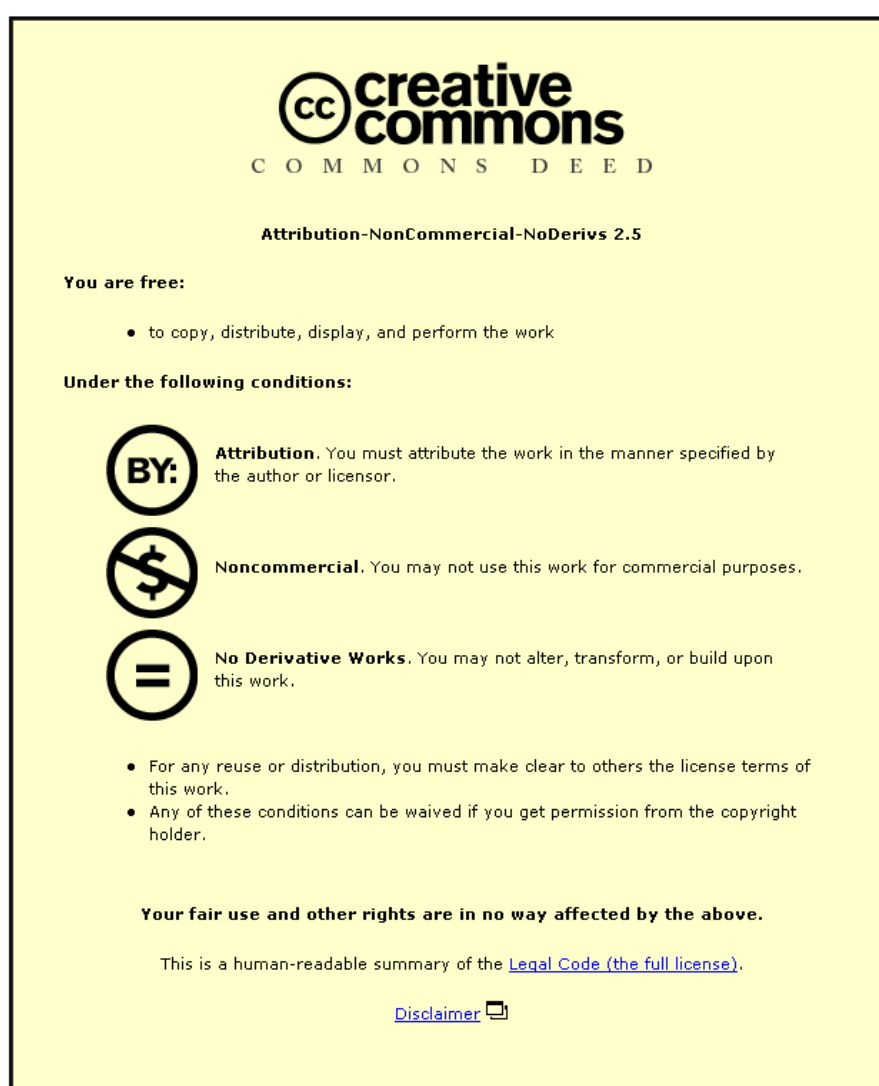 cc creative
commons
COMMONS DEED
Attribution-NonCommercial-NoDerivs 2.5
You are free:
• to copy, distribute, display, and perform the work
Under the following conditions:
BY:
Attribution. You must attribute the work in the manner specified by
the author or licensor.
$
Noncommercial. You may not use this work for commercial purposes.
=
No Derivative Works. You may not alter, transform, or build upon
this work.
• For any reuse or distribution, you must make clear to others the license terms of
this work.
• Any of these conditions can be waived if you get permission from the copyright
holder.
Your fair use and other rights are in no way affected by the above.
This is a human-readable summary of the Legal Code (the full license).
Disclaimer